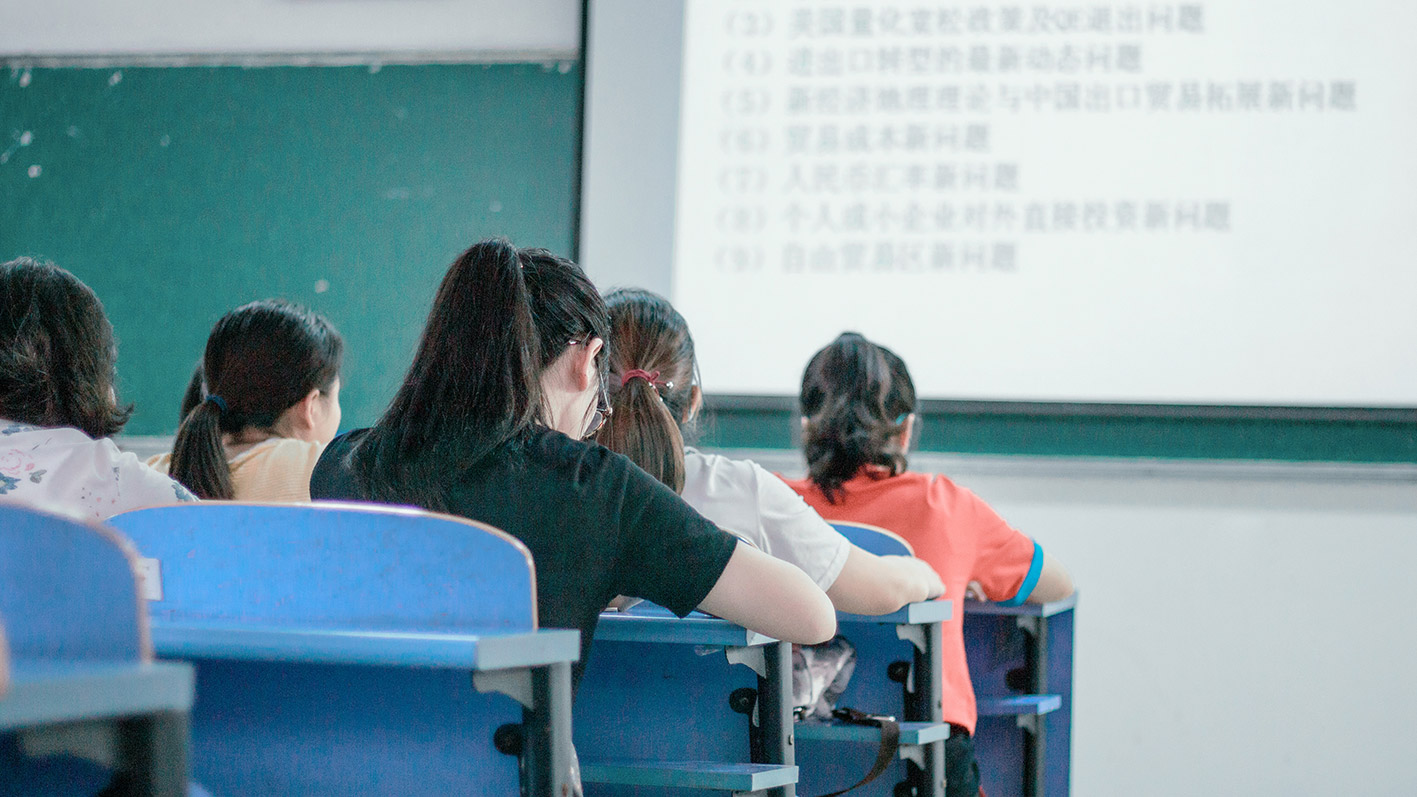 （3）美国量化宽松政策及QE退出问题
（4）进出口转型的最新动态问题
（5）新经济地理理论与中国出口贸易拓展新问题
（6）贸易成本新问题
（7）人民币汇率新问题
（8）个人或小企业对外直接投资新问题
（9）自由贸易区新问题